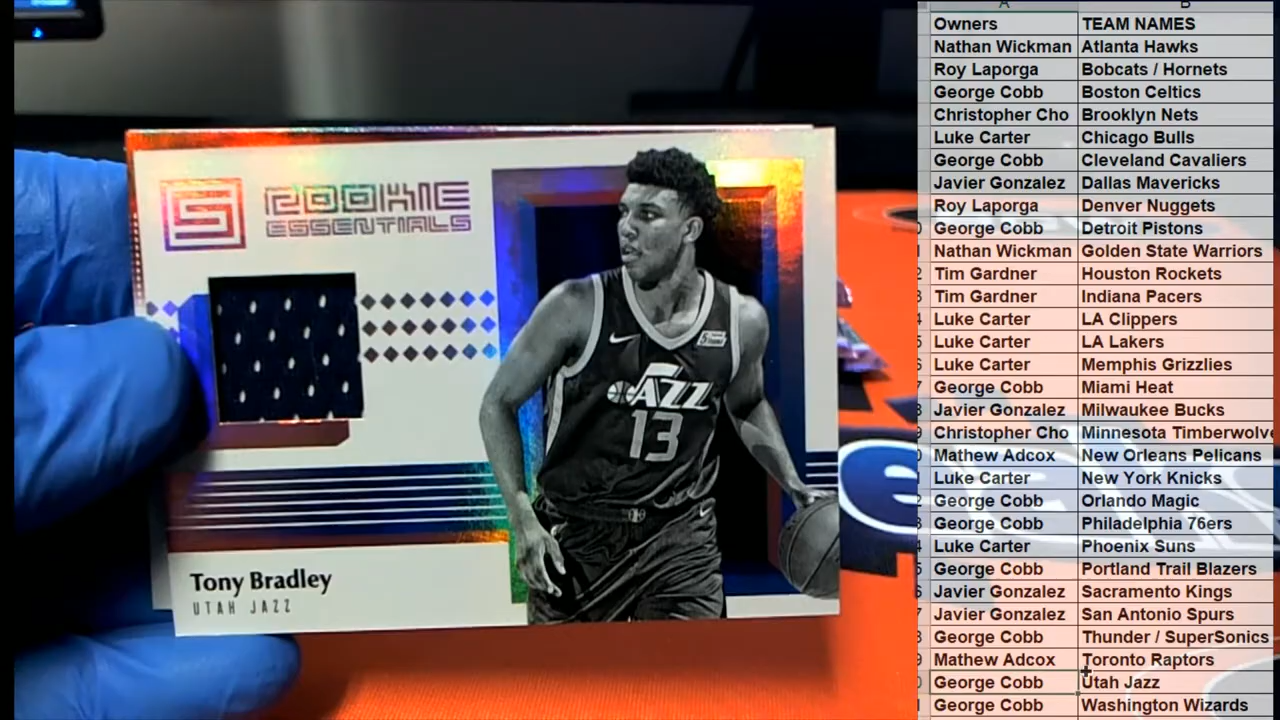 ROOKIE
ESSENTIALS
JAZZ
13
Tony Bradley
UTAH JAZZ
A B
Owners TEAM NAMES
Nathan Wickman Atlanta Hawks
Roy Laporga Bobcats / Hornets
George Cobb Boston Celtics
Christopher Cho Brooklyn Nets
Luke Carter Chicago Bulls
George Cobb Cleveland Cavaliers
Javier Gonzalez Dallas Mavericks
Roy Laporga Denver Nuggets
George Cobb Detroit Pistons
Nathan Wickman Golden State Warriors
Tim Gardner Houston Rockets
Tim Gardner Indiana Pacers
Luke Carter LA Clippers
Luke Carter LA Lakers
Luke Carter Memphis Grizzlies
George Cobb Miami Heat
Javier Gonzalez Milwaukee Bucks
Christopher Cho Minnesota Timberwolve
Mathew Adcox New Orleans Pelicans
Luke Carter New York Knicks
George Cobb Orlando Magic
George Cobb Philadelphia 76ers
Luke Carter Phoenix Suns
George Cobb Portland Trail Blazers
Javier Gonzalez Sacramento Kings
Javier Gonzalez San Antonio Spurs
George Cobb Thunder / SuperSonics
Mathew Adcox Toronto Raptors
George Cobb Utah Jazz
George Cobb Washington Wizards